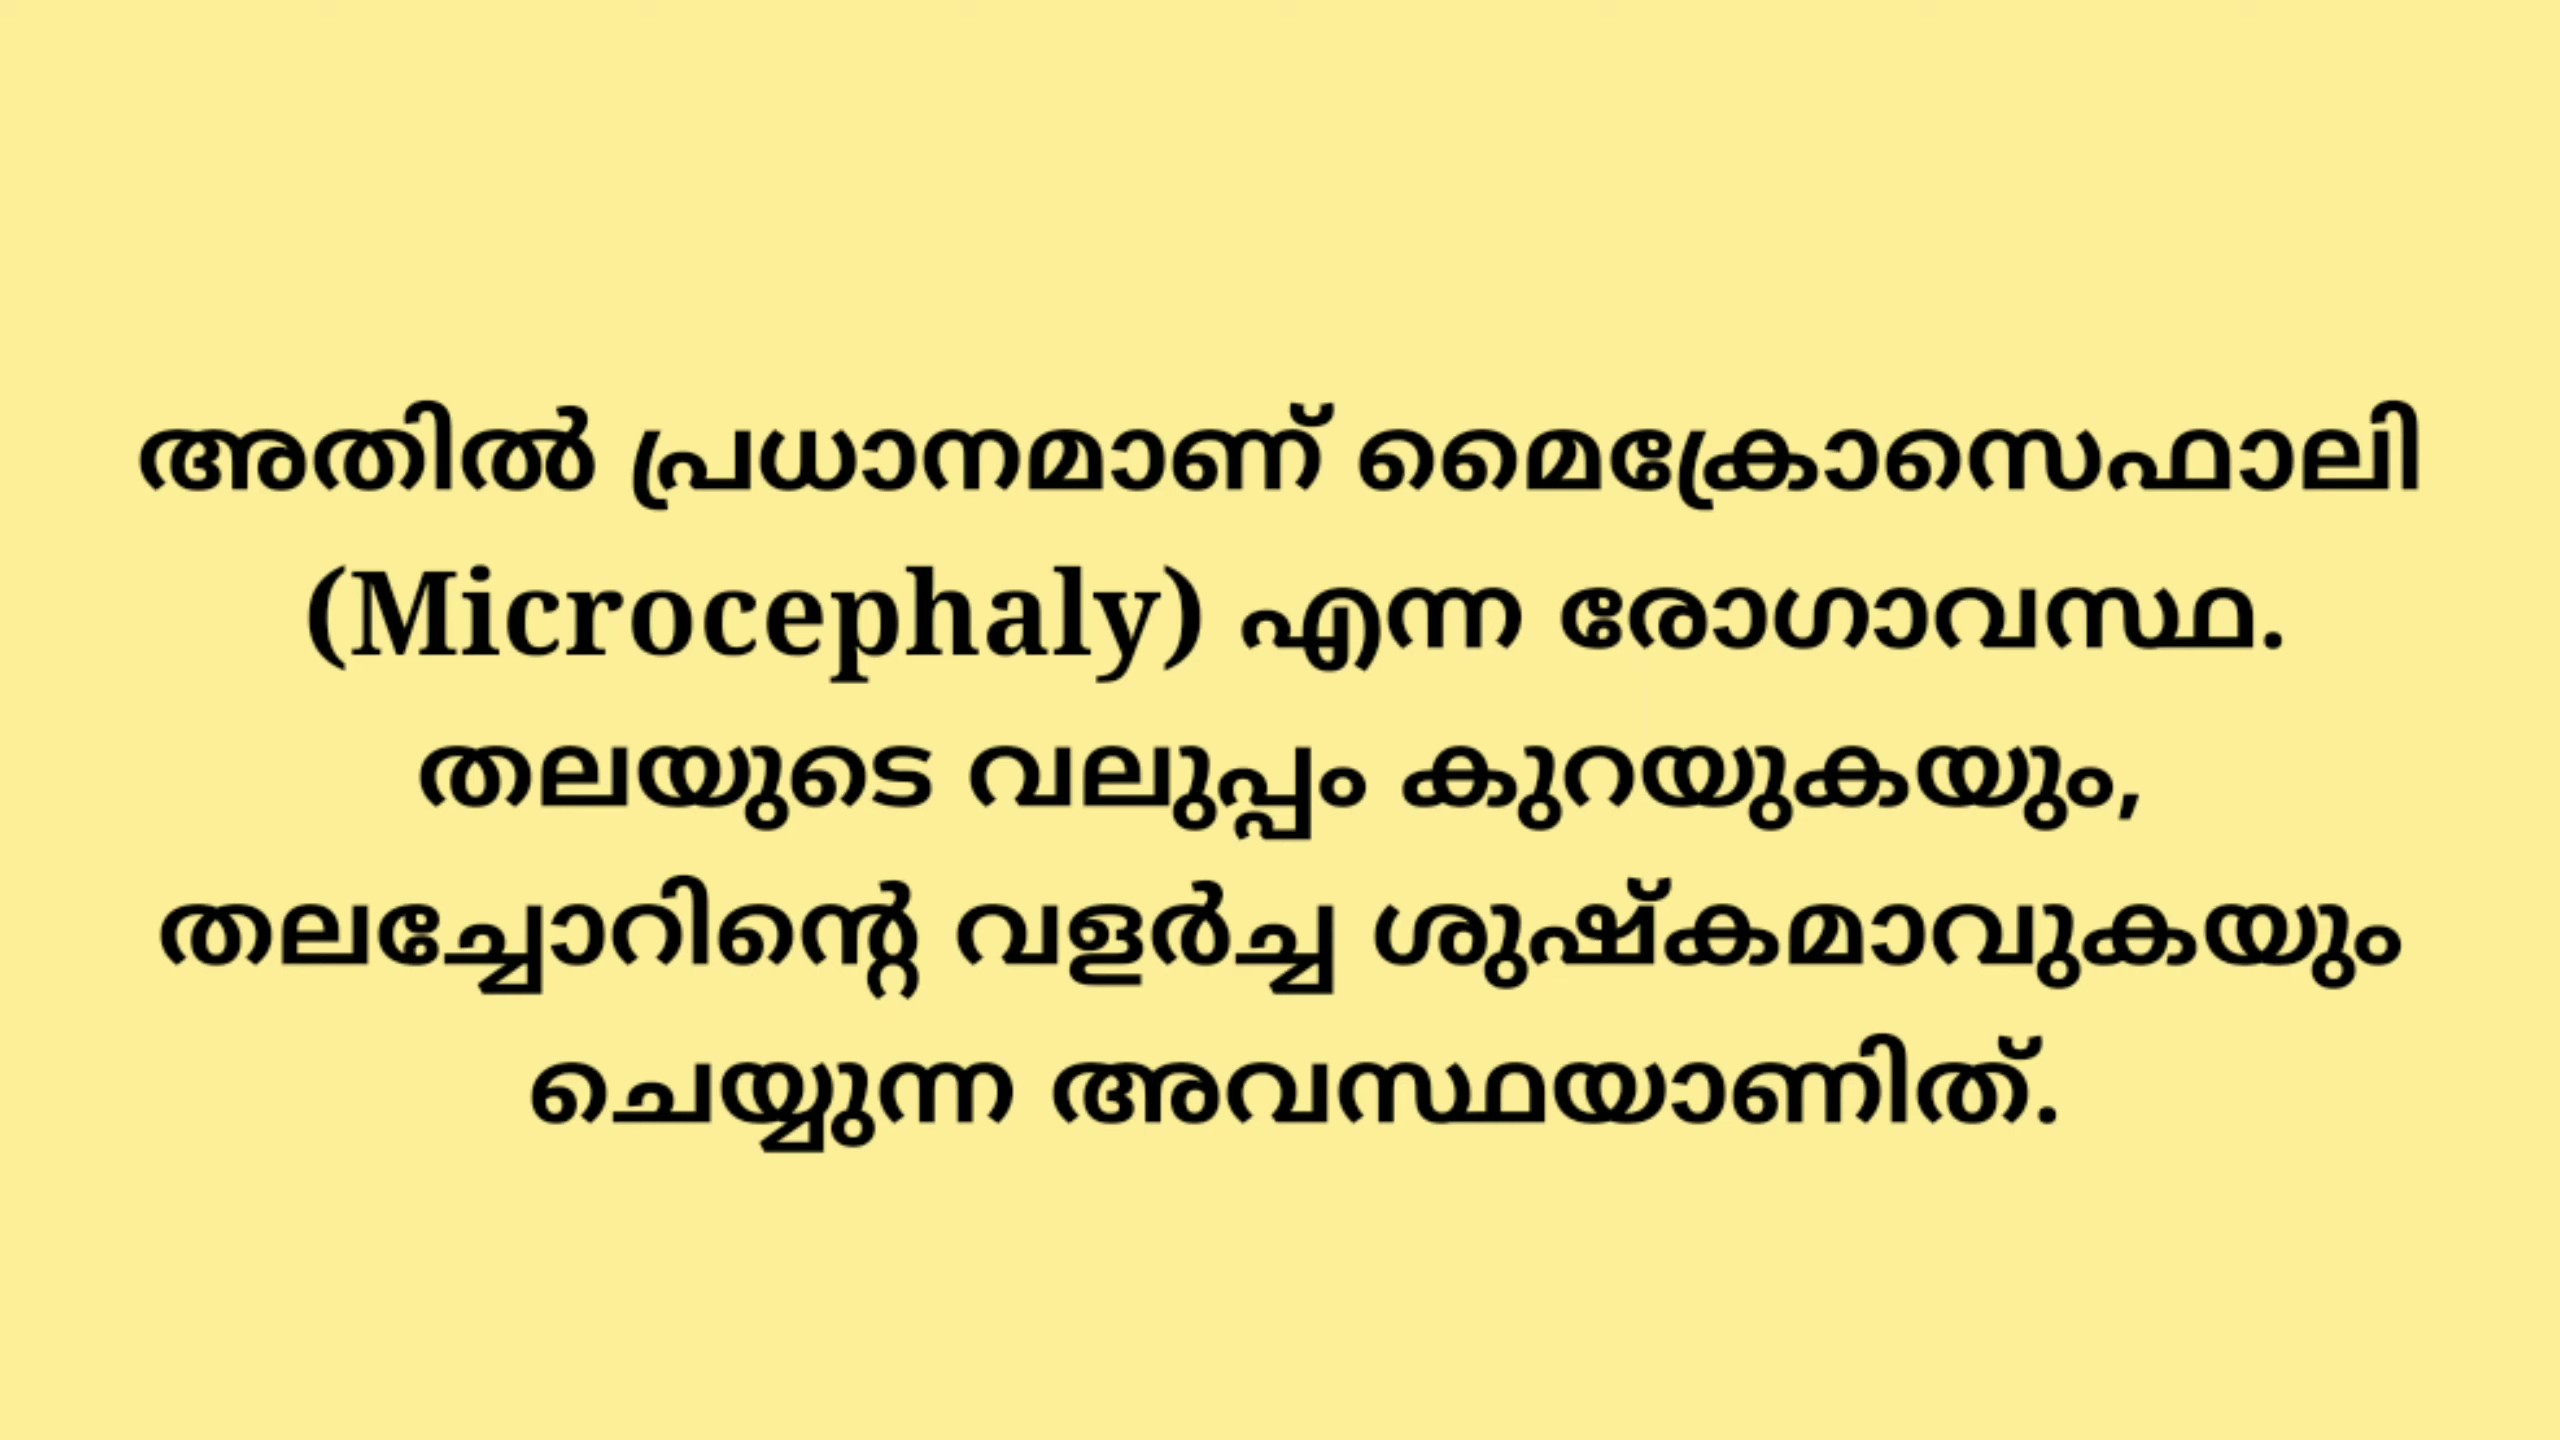 അതിൽ പ്രധാനമാണ് മൈക്രോസെഫാലി
(Microcephaly) എന്ന രോഗാവസ്ഥ.
തലയുടെ വലുപ്പം കുറയുകയും,
തലച്ചോറിന്റെ വളർച്ച ശുഷ്കമാവുകയും
ചെയ്യുന്ന അവസ്ഥയാണിത്.